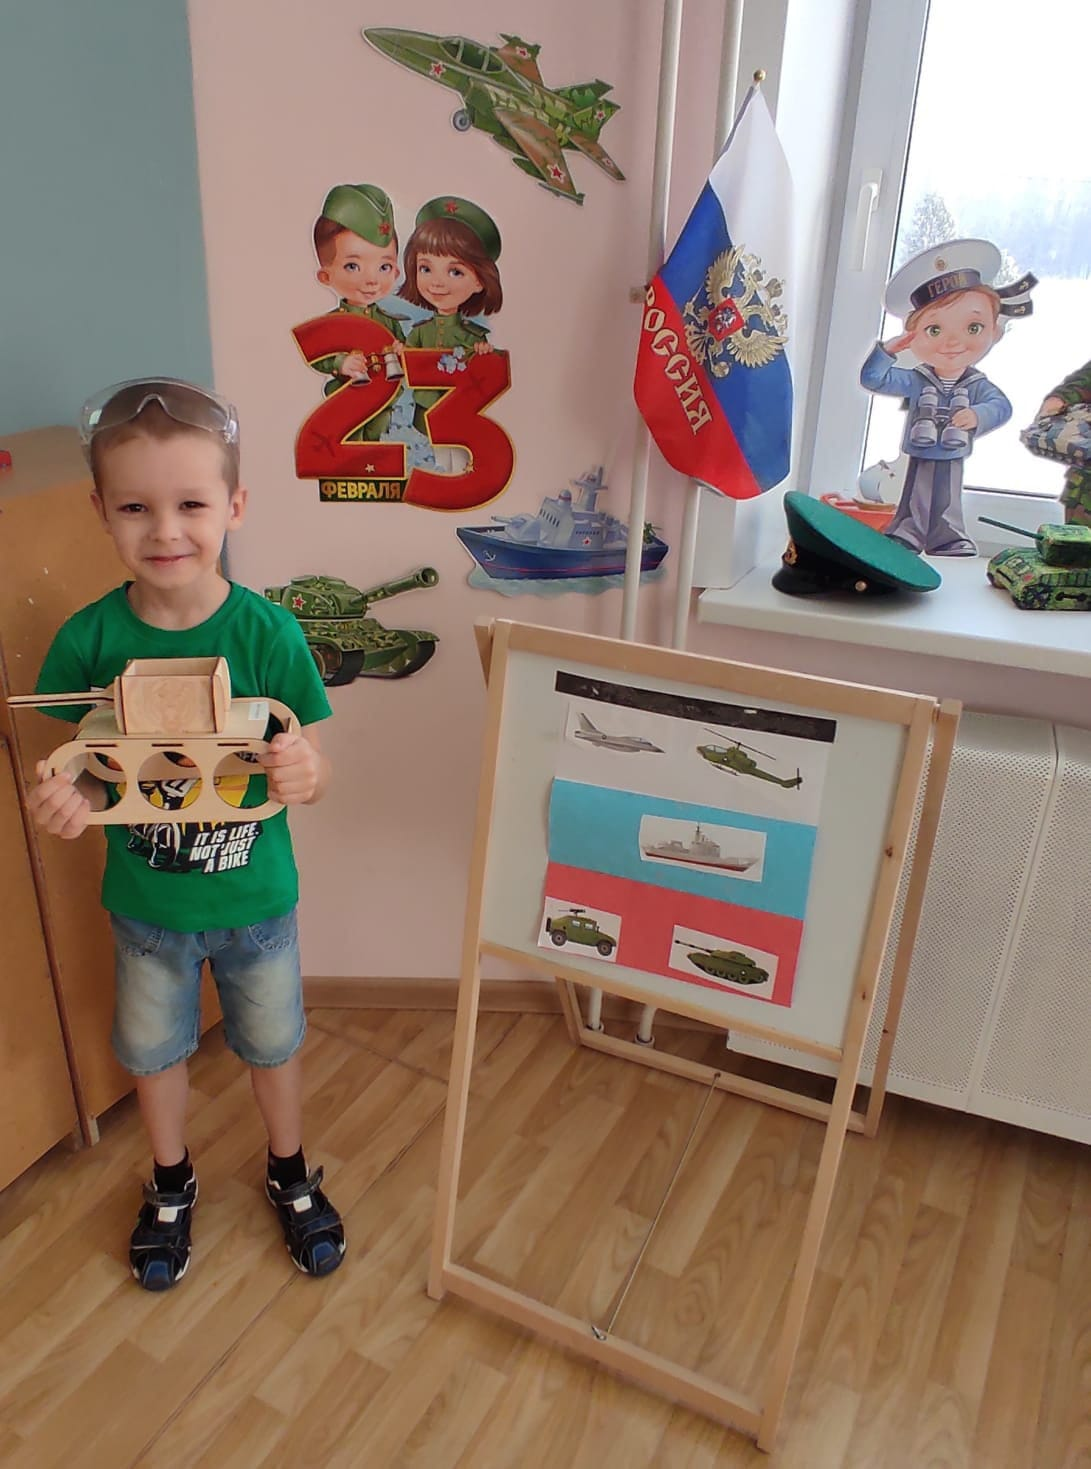 23
ФЕВРАЛЯ
РОССИЯ
ГЕРОЙ
IT IS LIFE.
NOT JUST
A BIKE